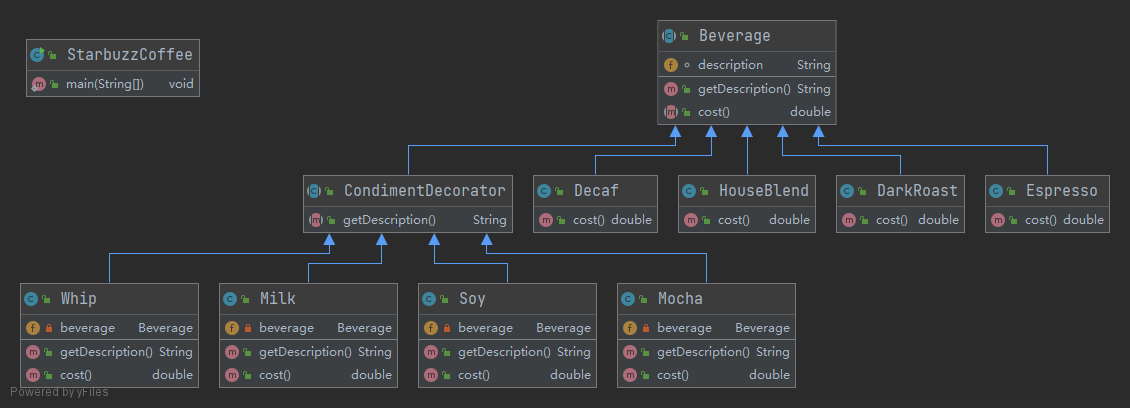 StarbuzzCoffee
main(String[]) void
Beverage
description String
getDescription() String
cost() double
CondimentDecorator
getDescription() String
Decaf
cost() double
HouseBlend
cost() double
DarkRoast
cost() double
Espresso
cost() double
Whip
beverage Beverage
getDescription() String
cost() double
Milk
beverage Beverage
getDescription() String
cost() double
Soy
beverage Beverage
getDescription() String
cost() double
Mocha
beverage Beverage
getDescription() String
cost() double
Powered by yFiles